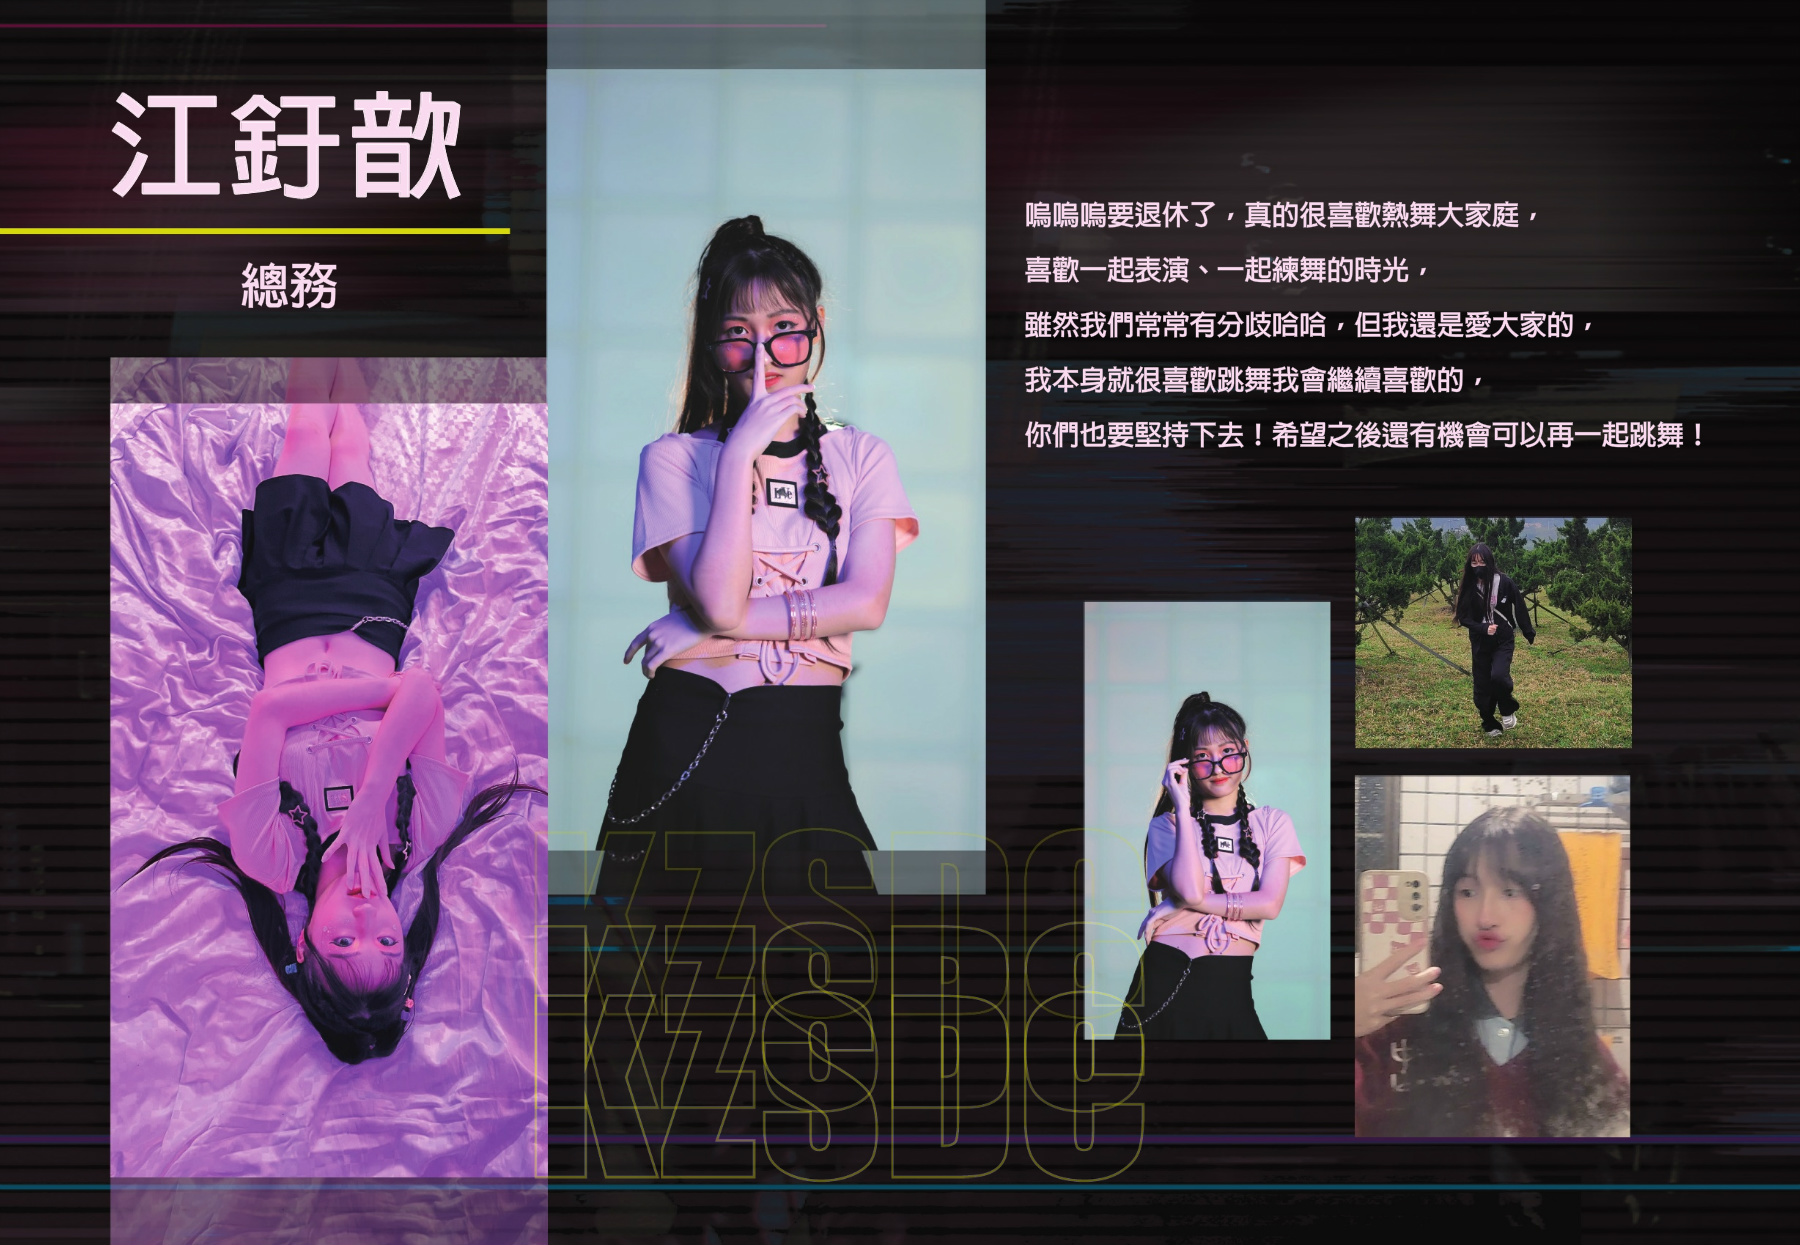 江釪歆
總務
嗚嗚嗚要退休了，真的很喜歡熱舞大家庭，
喜歡一起表演、一起練舞的時光，
雖然我們常常有分歧哈哈，但我還是愛大家的，
我本身就很喜歡跳舞我會繼續喜歡的，
你們也要堅持下去！希望之後還有機會可以再一起跳舞！
KZSDC
KZSDC
KZSDC